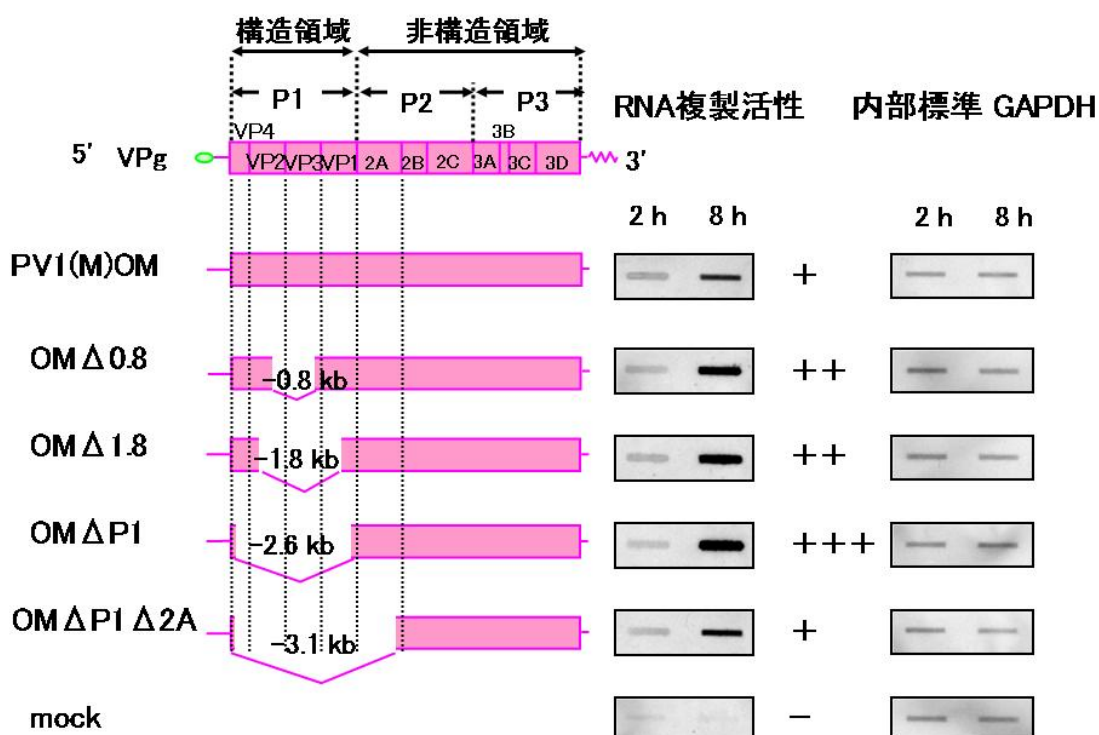 構造領域 非構造領域
P1 P2 P3 RNA複製活性 内部標準 GAPDH
VP4 3B
5' VPg VP2 VP3 VP1 2A 2B 2C 3A 3C 3D 3'
2 h 8 h 2 h 8 h
PV1(M)OM +
OMΔ0.8 -0.8 kb ++
OMΔ1.8 -1.8 kb ++
OMΔP1 -2.6 kb +++
OMΔP1Δ2A -3.1 kb +
mock -